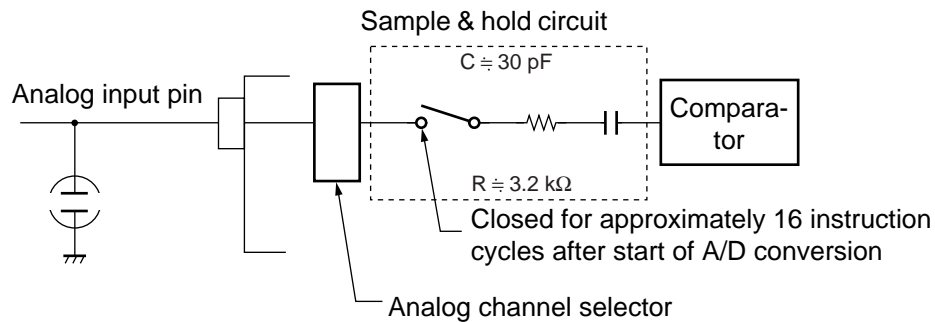 Sample & hold circuit
C ≒ 30 pF
Analog input pin
Compara-
tor
R ≒ 3.2 kΩ
Closed for approximately 16 instruction
cycles after start of A/D conversion
Analog channel selector